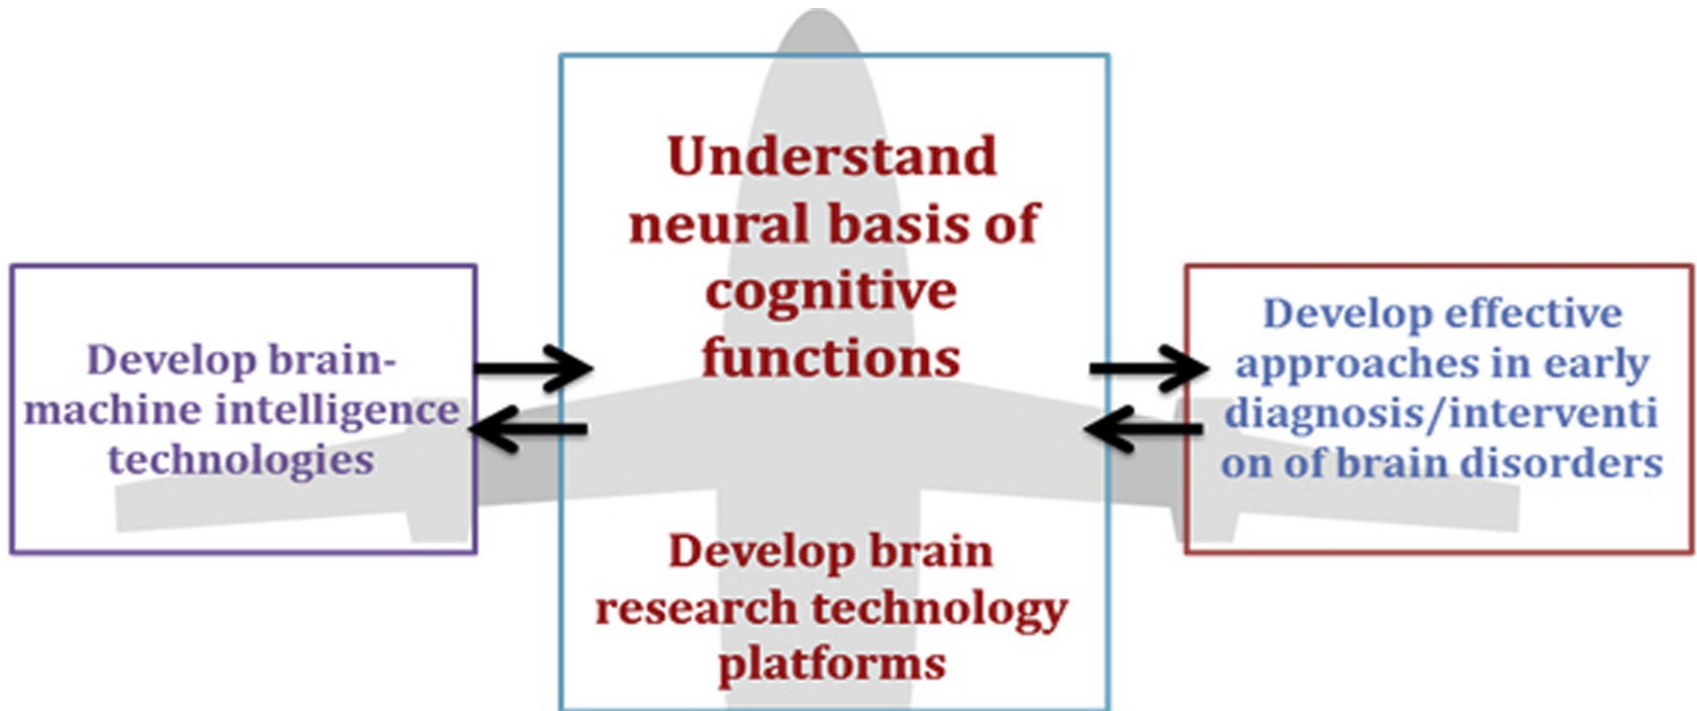 Understand
neural basis of
cognitive
functions
Develop brain
research technology
platforms
Develop brain-
machine intelligence
technologies
Develop effective
approaches in early
diagnosis/interventi
on of brain disorders